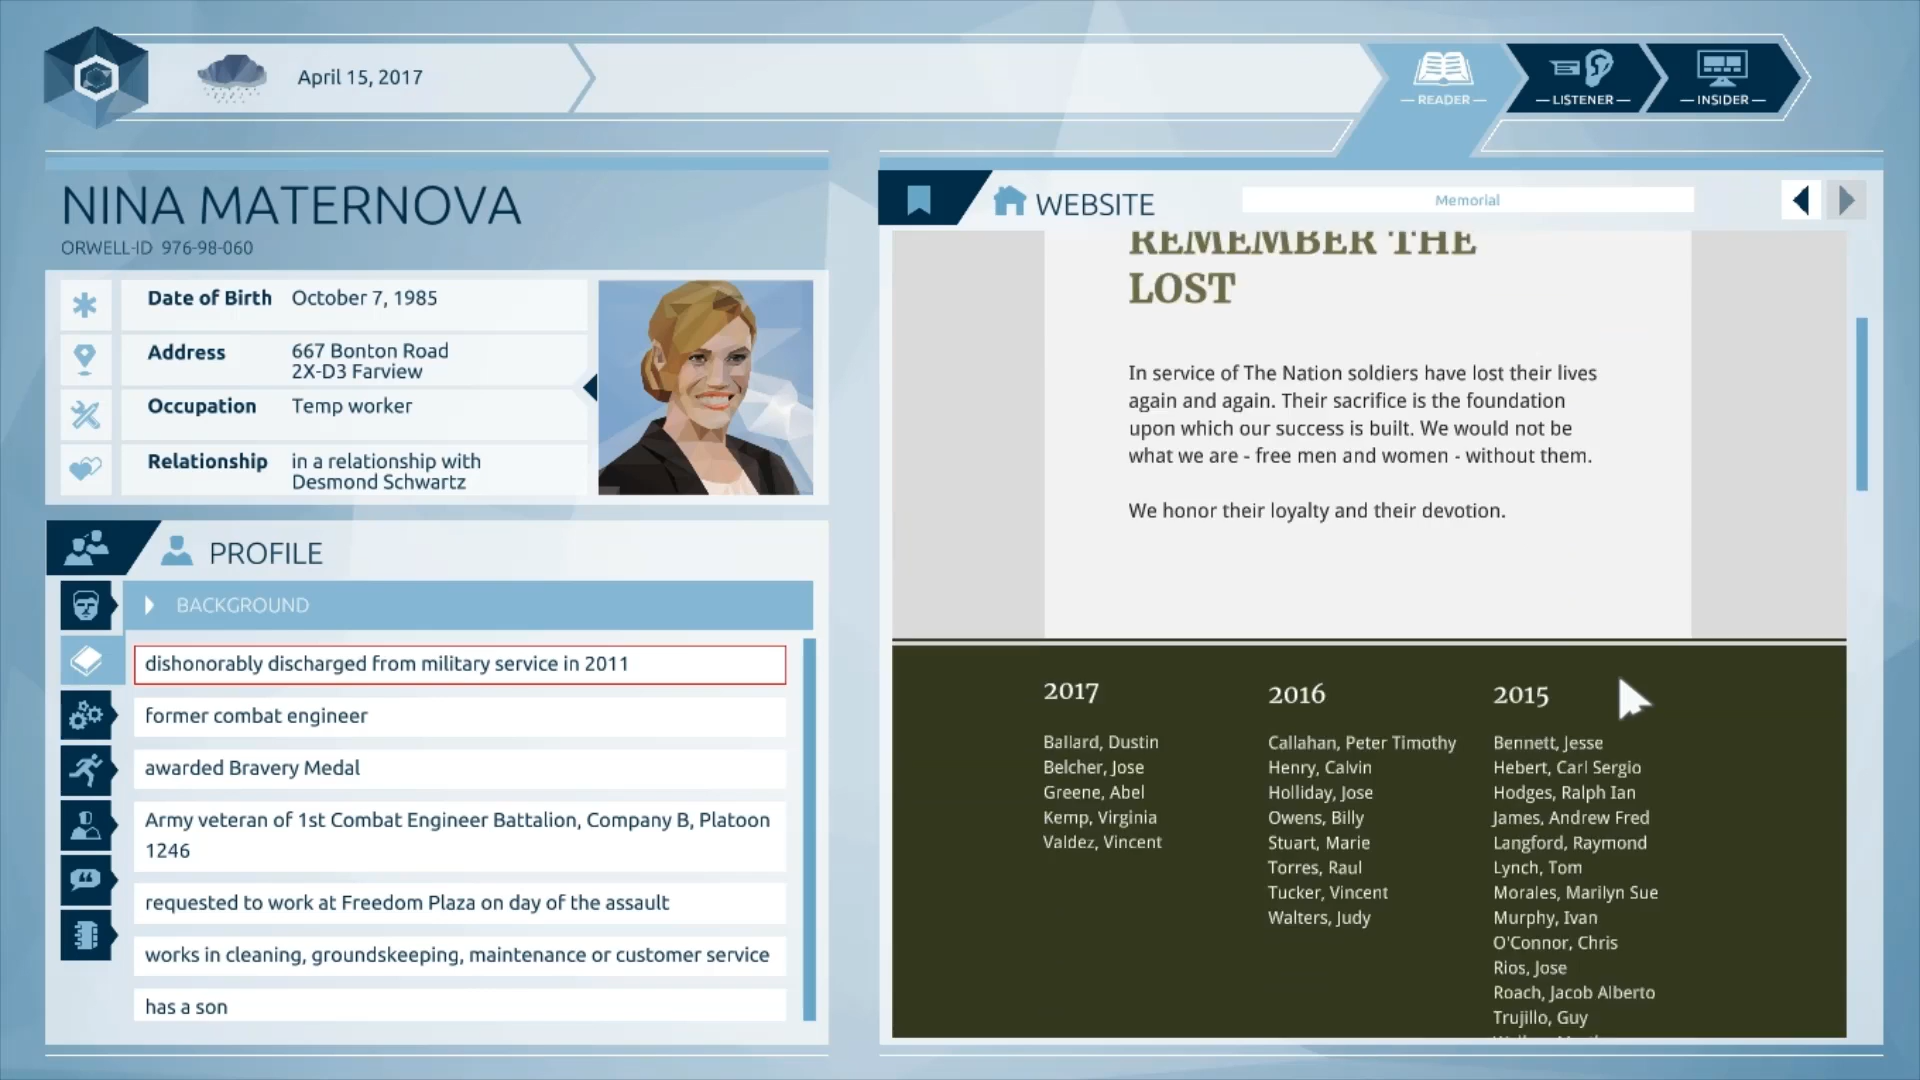 April 15, 2017
READER
LISTENER
INSIDER
NINA MATERNOVA
ORWELL-ID 976-98-060
Date of Birth October 7, 1985
Address 667 Bonton Road
2X-D3 Farview
Occupation Temp worker
Relationship in a relationship with
Desmond Schwartz
PROFILE
BACKGROUND
dishonorably discharged from military service in 2011
former combat engineer
awarded Bravery Medal
Army veteran of 1st Combat Engineer Battalion, Company B, Platoon
1246
requested to work at Freedom Plaza on day of the assault
works in cleaning, groundskeeping, maintenance or customer service
has a son
WEBSITE
Memorial
REMEMBER THE
LOST
In service of The Nation soldiers have lost their lives
again and again. Their sacrifice is the foundation
upon which our success is built. We would not be
what we are - free men and women - without them.
We honor their loyalty and their devotion.
2017
Ballard, Dustin
Belcher, Jose
Greene, Abel
Kemp, Virginia
Valdez, Vincent
2016
Callahan, Peter Timothy
Henry, Calvin
Holliday, Jose
Owens, Billy
Stuart, Marie
Torres, Raul
Tucker, Vincent
Walters, Judy
2015
Bennett, Jesse
Hebert, Carl Sergio
Hodges, Ralph Ian
James, Andrew Fred
Langford, Raymond
Lynch, Tom
Morales, Marilyn Sue
Murphy, Ivan
O'Connor, Chris
Rios, Jose
Roach, Jacob Alberto
Trujillo, Guy